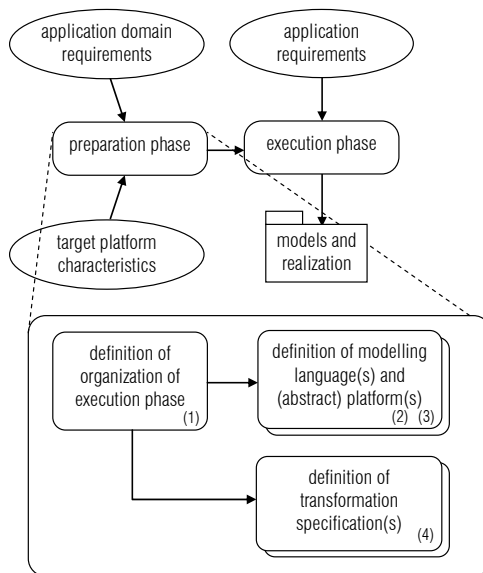 application domain
requirements
application
requirements
preparation phase
execution phase
target platform
characteristics
models and
realization
definition of
organization of
execution phase
(1)
definition of modelling
language(s) and
(abstract) platform(s)
(2) (3)
definition of
transformation
specification(s)
(4)